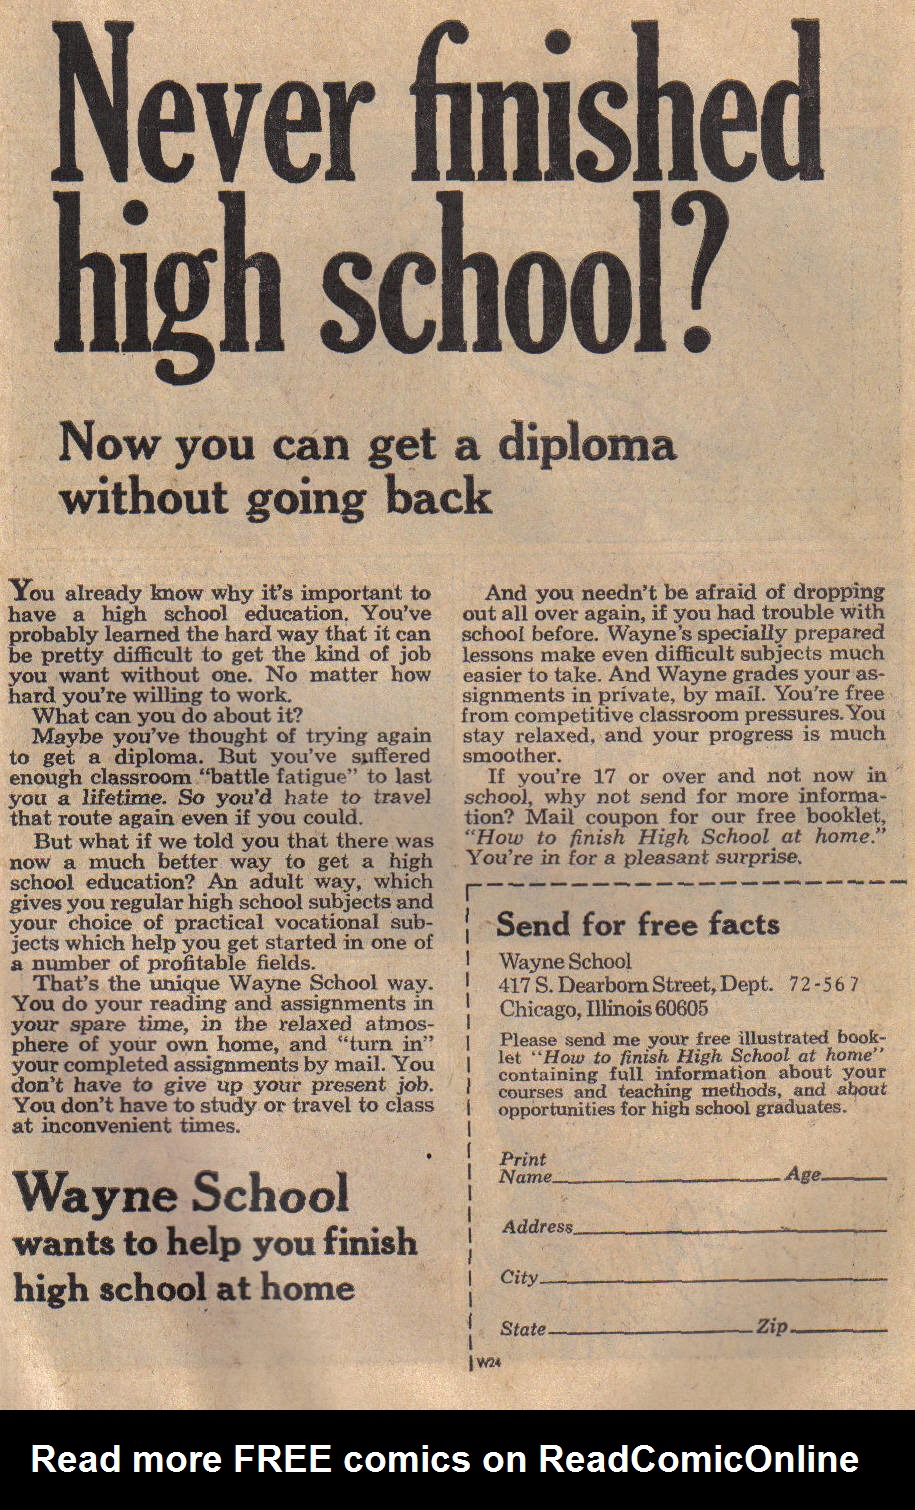 Never finished
high school?
Now you can get a diploma
without going back
You already know why it's important to
have a high school education. You've
probably learned the hard way that it can
be pretty difficult to get the kind of job
you want without one. No matter how
hard you're willing to work.
What can you do about it?
Maybe you've thought of trying again
to get a diploma. But you've suffered
enough classroom "battle fatigue" to last
you a lifetime. So you'd hate to travel
that route again even if you could.
But what if we told you that there was
now a much better way to get a high
school education? An adult way, which
gives you regular high school subjects and
your choice of practical vocational sub-
jects which help you get started in one of
a number of profitable fields.
That's the unique Wayne School way.
You do your reading and assignments in
your spare time, in the relaxed atmos-
phere of your own home, and "turn in"
your completed assignments by mail. You
don't have to give up your present job.
You don't have to study or travel to class
at inconvenient times.
Wayne School
wants to help you finish
high school at home
And you needn't be afraid of dropping
out all over again, if you had trouble with
school before. Wayne's specially prepared
lessons make even difficult subjects much
easier to take. And Wayne grades your as-
signments in private, by mail. You're free
from competitive classroom pressures. You
stay relaxed, and your progress is much
smoother.
If you're 17 or over and not now in
school, why not send for more informa-
tion? Mail coupon for our free booklet,
"How to finish High School at home."
You're in for a pleasant surprise.
Send for free facts
Wayne School
417 S. Dearborn Street, Dept. 72-567
Chicago, Illinois 60605
Please send me your free illustrated book-
let "How to finish High School at home"
containing full information about your
courses and teaching methods, and about
opportunities for high school graduates.
Print
Name Age
Address
City
State Zip
W24
Read more FREE comics on ReadComicOnline